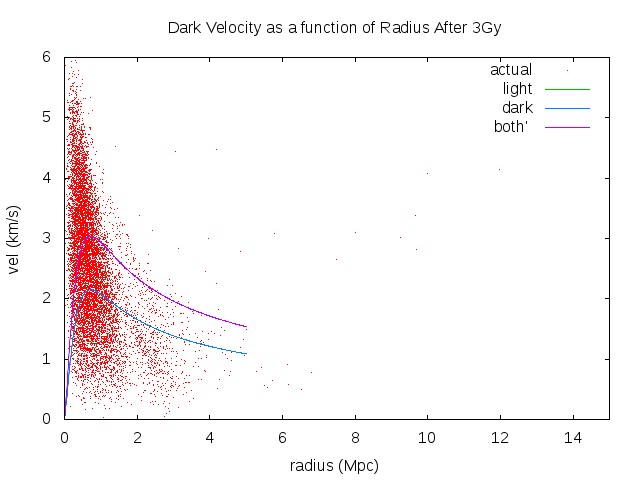 Dark Velocity as a function of Radius After 3Gy
actual
light
dark
both'
vel (km/s)
6
5
4
3
2
1
0
0 2 4 6 8 10 12 14
radius (Mpc)